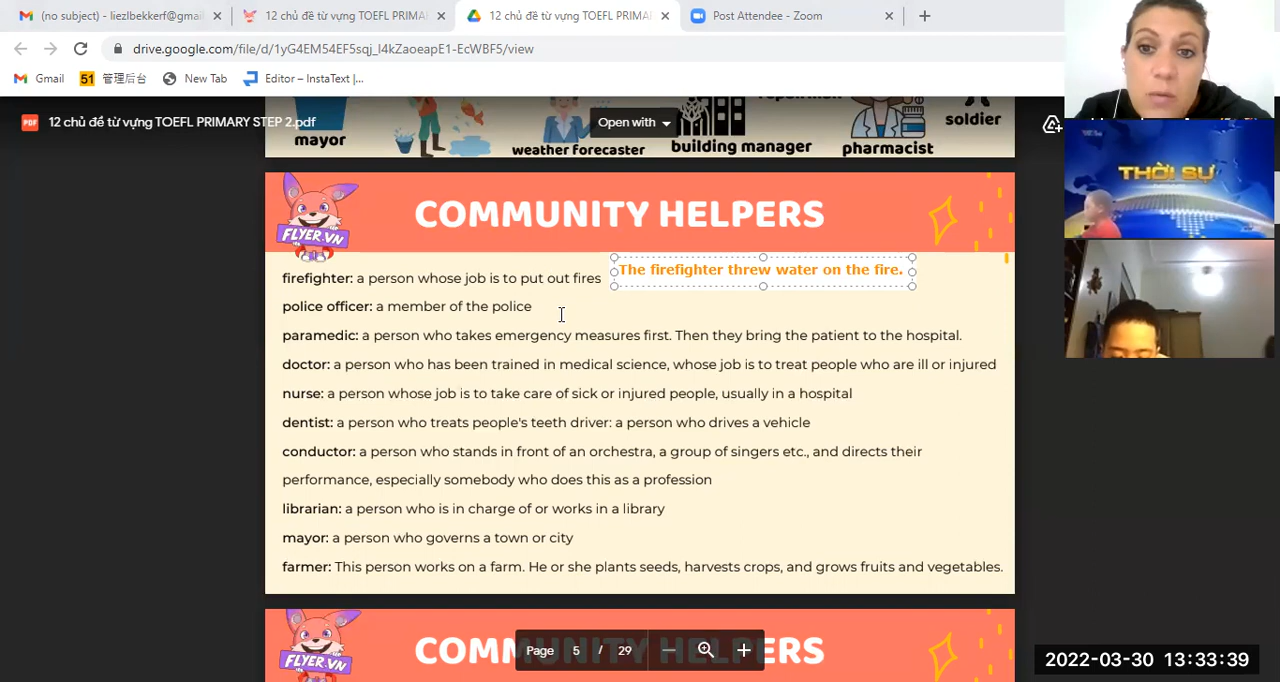 (no subject) - liezlbekkerf@gmail
12 chủ đề từ vựng TOEFL PRIMA
12 chủ đề từ vựng TOEFL PRIMA
Post Attendee - Zoom
drive.google.com/file/d/1yG4EM54EF5sqj_l4kZaoeapE1-EcWBF5/view
Gmail
51 管理后台
New Tab
Editor – InstaText |...
PDF
12 chủ đề từ vựng TOEFL PRIMARY STEP 2.pdf
Open with
mayor
weather forecaster
building manager
pharmacist
soldier
THỜI SỰ
FLYER.VN
COMMUNITY HELPERS
firefighter: a person whose job is to put out fires
The firefighter threw water on the fire.
police officer: a member of the police
paramedic: a person who takes emergency measures first. Then they bring the patient to the hospital.
doctor: a person who has been trained in medical science, whose job is to treat people who are ill or injured
nurse: a person whose job is to take care of sick or injured people, usually in a hospital
dentist: a person who treats people's teeth driver: a person who drives a vehicle
conductor: a person who stands in front of an orchestra, a group of singers etc., and directs their
performance, especially somebody who does this as a profession
librarian: a person who is in charge of or works in a library
mayor: a person who governs a town or city
farmer: This person works on a farm. He or she plants seeds, harvests crops, and grows fruits and vegetables.
FLYER.VN
COMMUNITY HELPERS
Page 5 / 29
2022-03-30 13:33:39